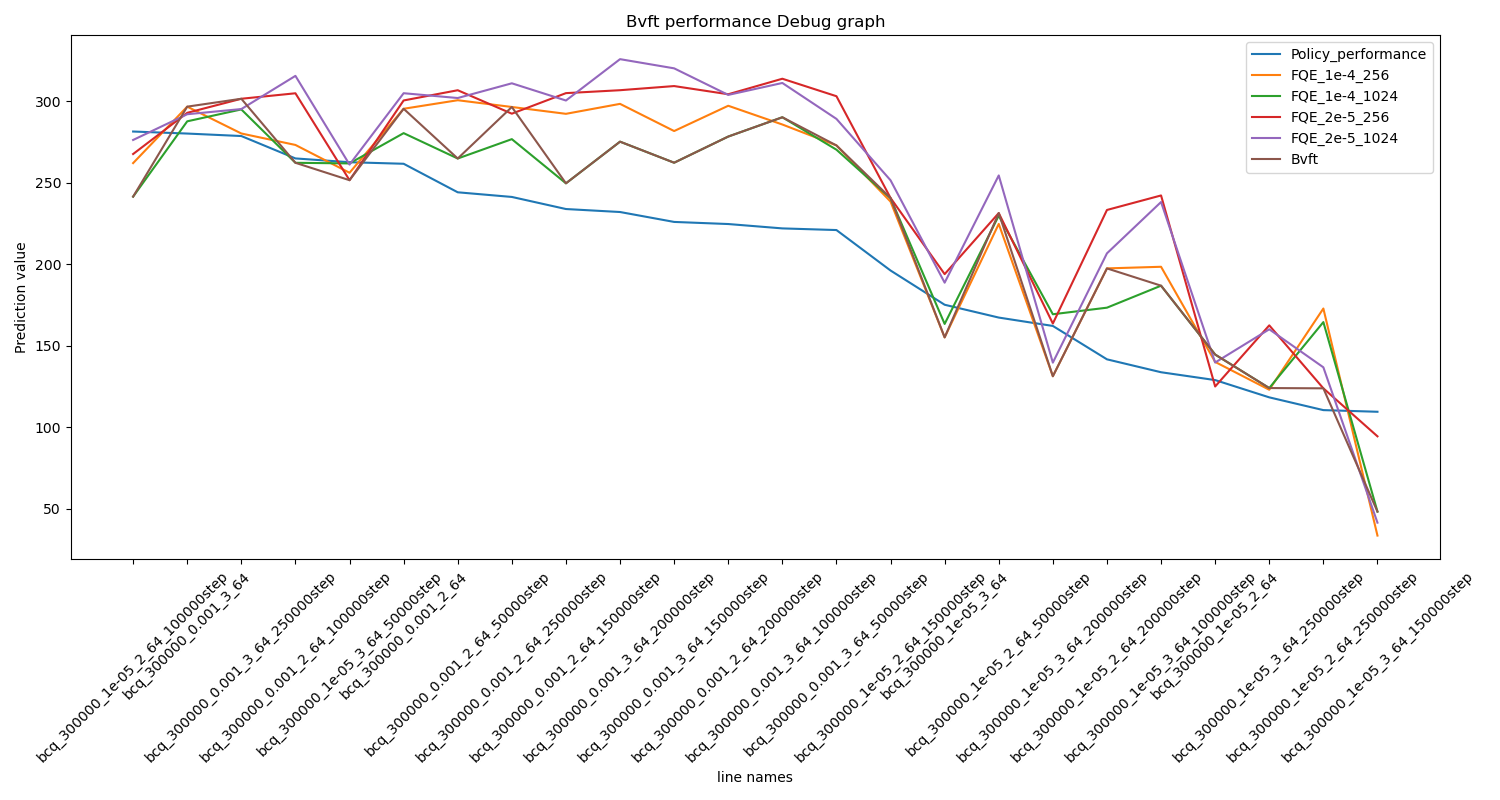 Bvft performance Debug graph
Policy_performance
FQE_1e-4_256
FQE_1e-4_1024
FQE_2e-5_256
FQE_2e-5_1024
Bvft
Prediction value
300
250
200
150
100
50
bcq_300000_1e-05_2_64_100000step
bcq_300000_0.001_3_64
bcq_300000_0.001_3_64_250000step
bcq_300000_0.001_2_64_100000step
bcq_300000_1e-05_3_64_50000step
bcq_300000_0.001_2_64
bcq_300000_0.001_2_64_50000step
bcq_300000_0.001_2_64_250000step
bcq_300000_0.001_2_64_150000step
bcq_300000_0.001_3_64_200000step
bcq_300000_0.001_3_64_150000step
bcq_300000_0.001_2_64_200000step
bcq_300000_0.001_3_64_100000step
bcq_300000_0.001_3_64_50000step
bcq_300000_1e-05_2_64_150000step
bcq_300000_1e-05_3_64
bcq_300000_1e-05_2_64_50000step
bcq_300000_1e-05_3_64_200000step
bcq_300000_1e-05_2_64_200000step
bcq_300000_1e-05_3_64_100000step
bcq_300000_1e-05_2_64
bcq_300000_1e-05_3_64_250000step
bcq_300000_1e-05_2_64_250000step
bcq_300000_1e-05_3_64_150000step
line names